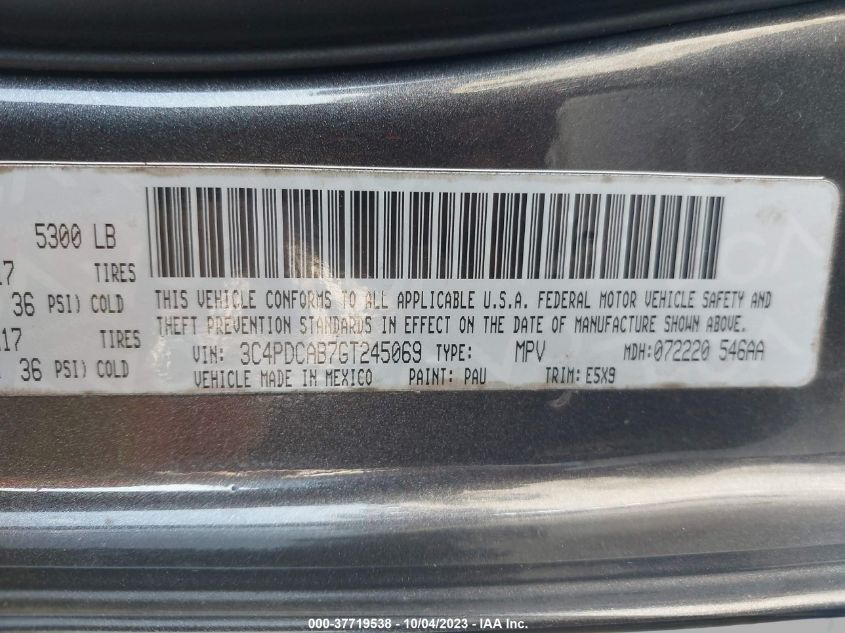 5300 LB
17 TIRES
36 PSI) COLD
17 TIRES
36 PSI) COLD
THIS VEHICLE CONFORMS TO ALL APPLICABLE U.S.A. FEDERAL MOTOR VEHICLE SAFETY AND
THEFT PREVENTION STANDARDS IN EFFECT ON THE DATE OF MANUFACTURE SHOWN ABOVE.
VIN: 3C4PDCAB7GT245069 TYPE: MPV MDH:072220 546AA
VEHICLE MADE IN MEXICO PAINT: PAU TRIM: E5X9
000-37719538 - 10/04/2023 - IAA Inc.